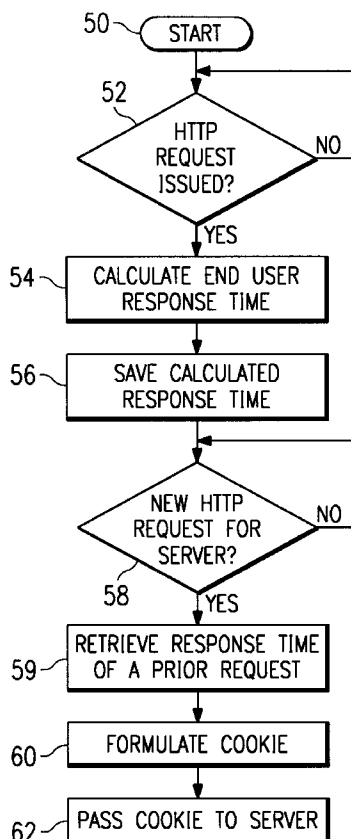 50
START
52
HTTP
REQUEST
ISSUED?
NO
YES
54
CALCULATE END USER
RESPONSE TIME
56
SAVE CALCULATED
RESPONSE TIME
NEW HTTP
REQUEST FOR
SERVER?
NO
58
YES
59
RETRIEVE RESPONSE TIME
OF A PRIOR REQUEST
60
FORMULATE COOKIE
62
PASS COOKIE TO SERVER